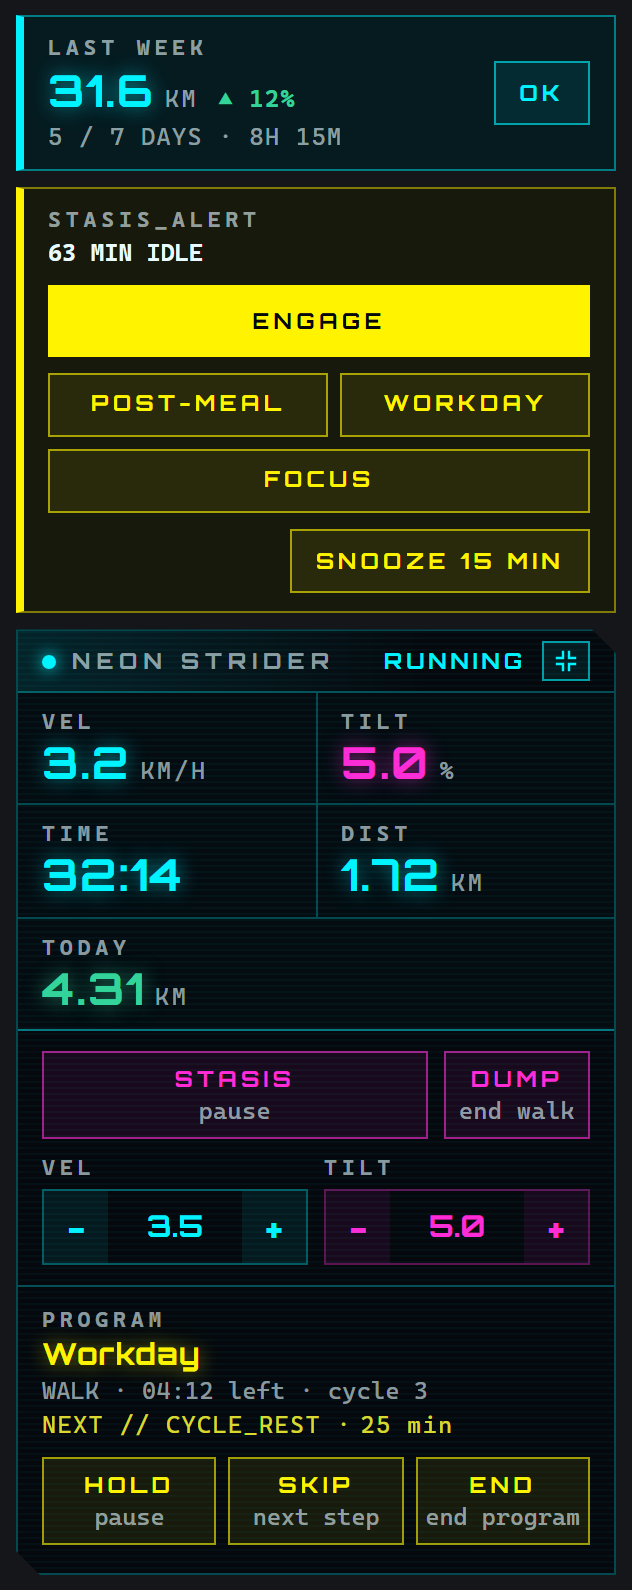 LAST WEEK
31.6 KM ▲ 12%
5 / 7 DAYS · 8H 15M
OK
STASIS_ALERT
63 MIN IDLE
ENGAGE
POST-MEAL WORKDAY
FOCUS
SNOOZE 15 MIN
NEON STRIDER RUNNING
VEL
3.2 KM/H
TILT
5.0 %
TIME
32:14
DIST
1.72 KM
TODAY
4.31 KM
STASIS
pause
DUMP
end walk
VEL
- 3.5 +
TILT
- 5.0 +
PROGRAM
Workday
WALK · 04:12 left · cycle 3
NEXT // CYCLE_REST · 25 min
HOLD
pause
SKIP
next step
END
end program